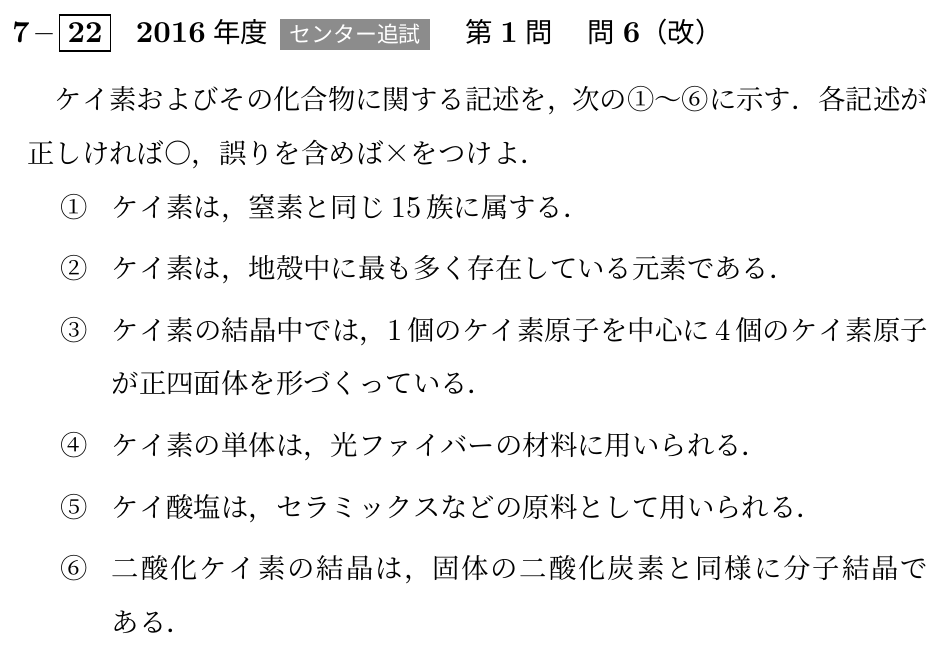 7–22 2016 年度 センター追試 第 1 問 問 6（改）
ケイ素およびその化合物に関する記述を，次の①〜⑥に示す．各記述が
正しければ○，誤りを含めば×をつけよ．
① ケイ素は，窒素と同じ 15 族に属する．
② ケイ素は，地殻中に最も多く存在している元素である．
③ ケイ素の結晶中では，1 個のケイ素原子を中心に 4 個のケイ素原子
が正四面体を形づくっている．
④ ケイ素の単体は，光ファイバーの材料に用いられる．
⑤ ケイ酸塩は，セラミックスなどの原料として用いられる．
⑥ 二酸化ケイ素の結晶は，固体の二酸化炭素と同様に分子結晶で
ある．